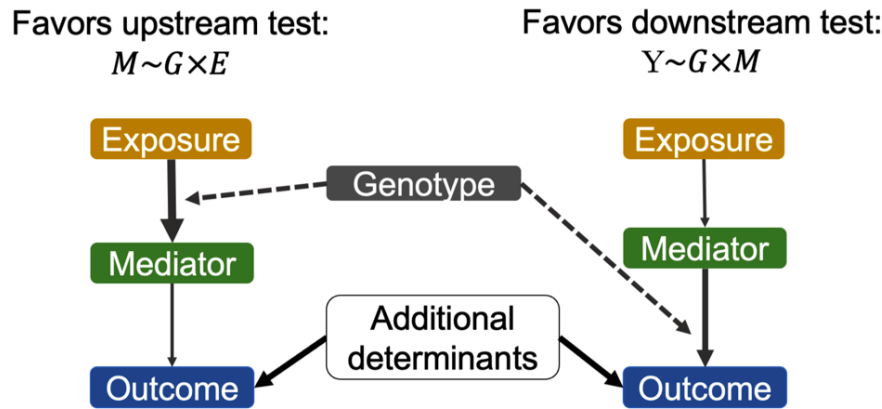 Favors upstream test:
M~G×E
Favors downstream test:
Y~G×M
Exposure
Exposure
Genotype
Mediator
Mediator
Additional
determinants
Outcome
Outcome